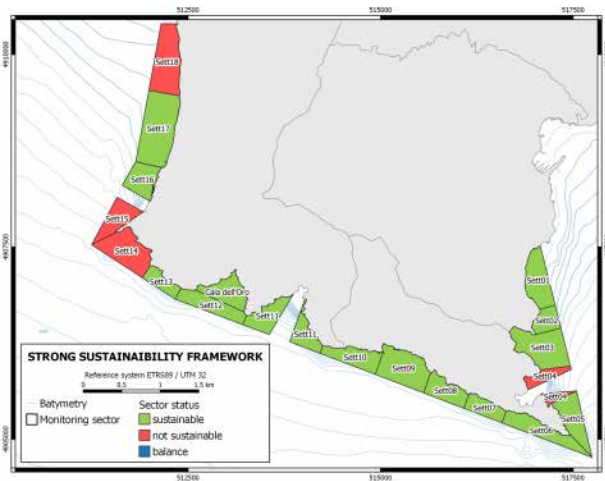 512500 515000 517500
4910000
Sett18
Sett17
Sett16
Sett15
4907500
Sett14
Sett13
Cala dell'Oro
Sett12
Sett11
Sett11
Sett10
Sett09
Sett08
Sett07
Sett06
Sett01
Sett02
Sett03
Sett04
Sett04
Sett05
STRONG SUSTAINAIBILITY FRAMEWORK
Reference system ETRS89 / UTM 32
0 0.5 1 1.5 km
Batymetry
Monitoring sector
Sector status
sustainable
not sustainable
balance
4905000
512500 515000 517500